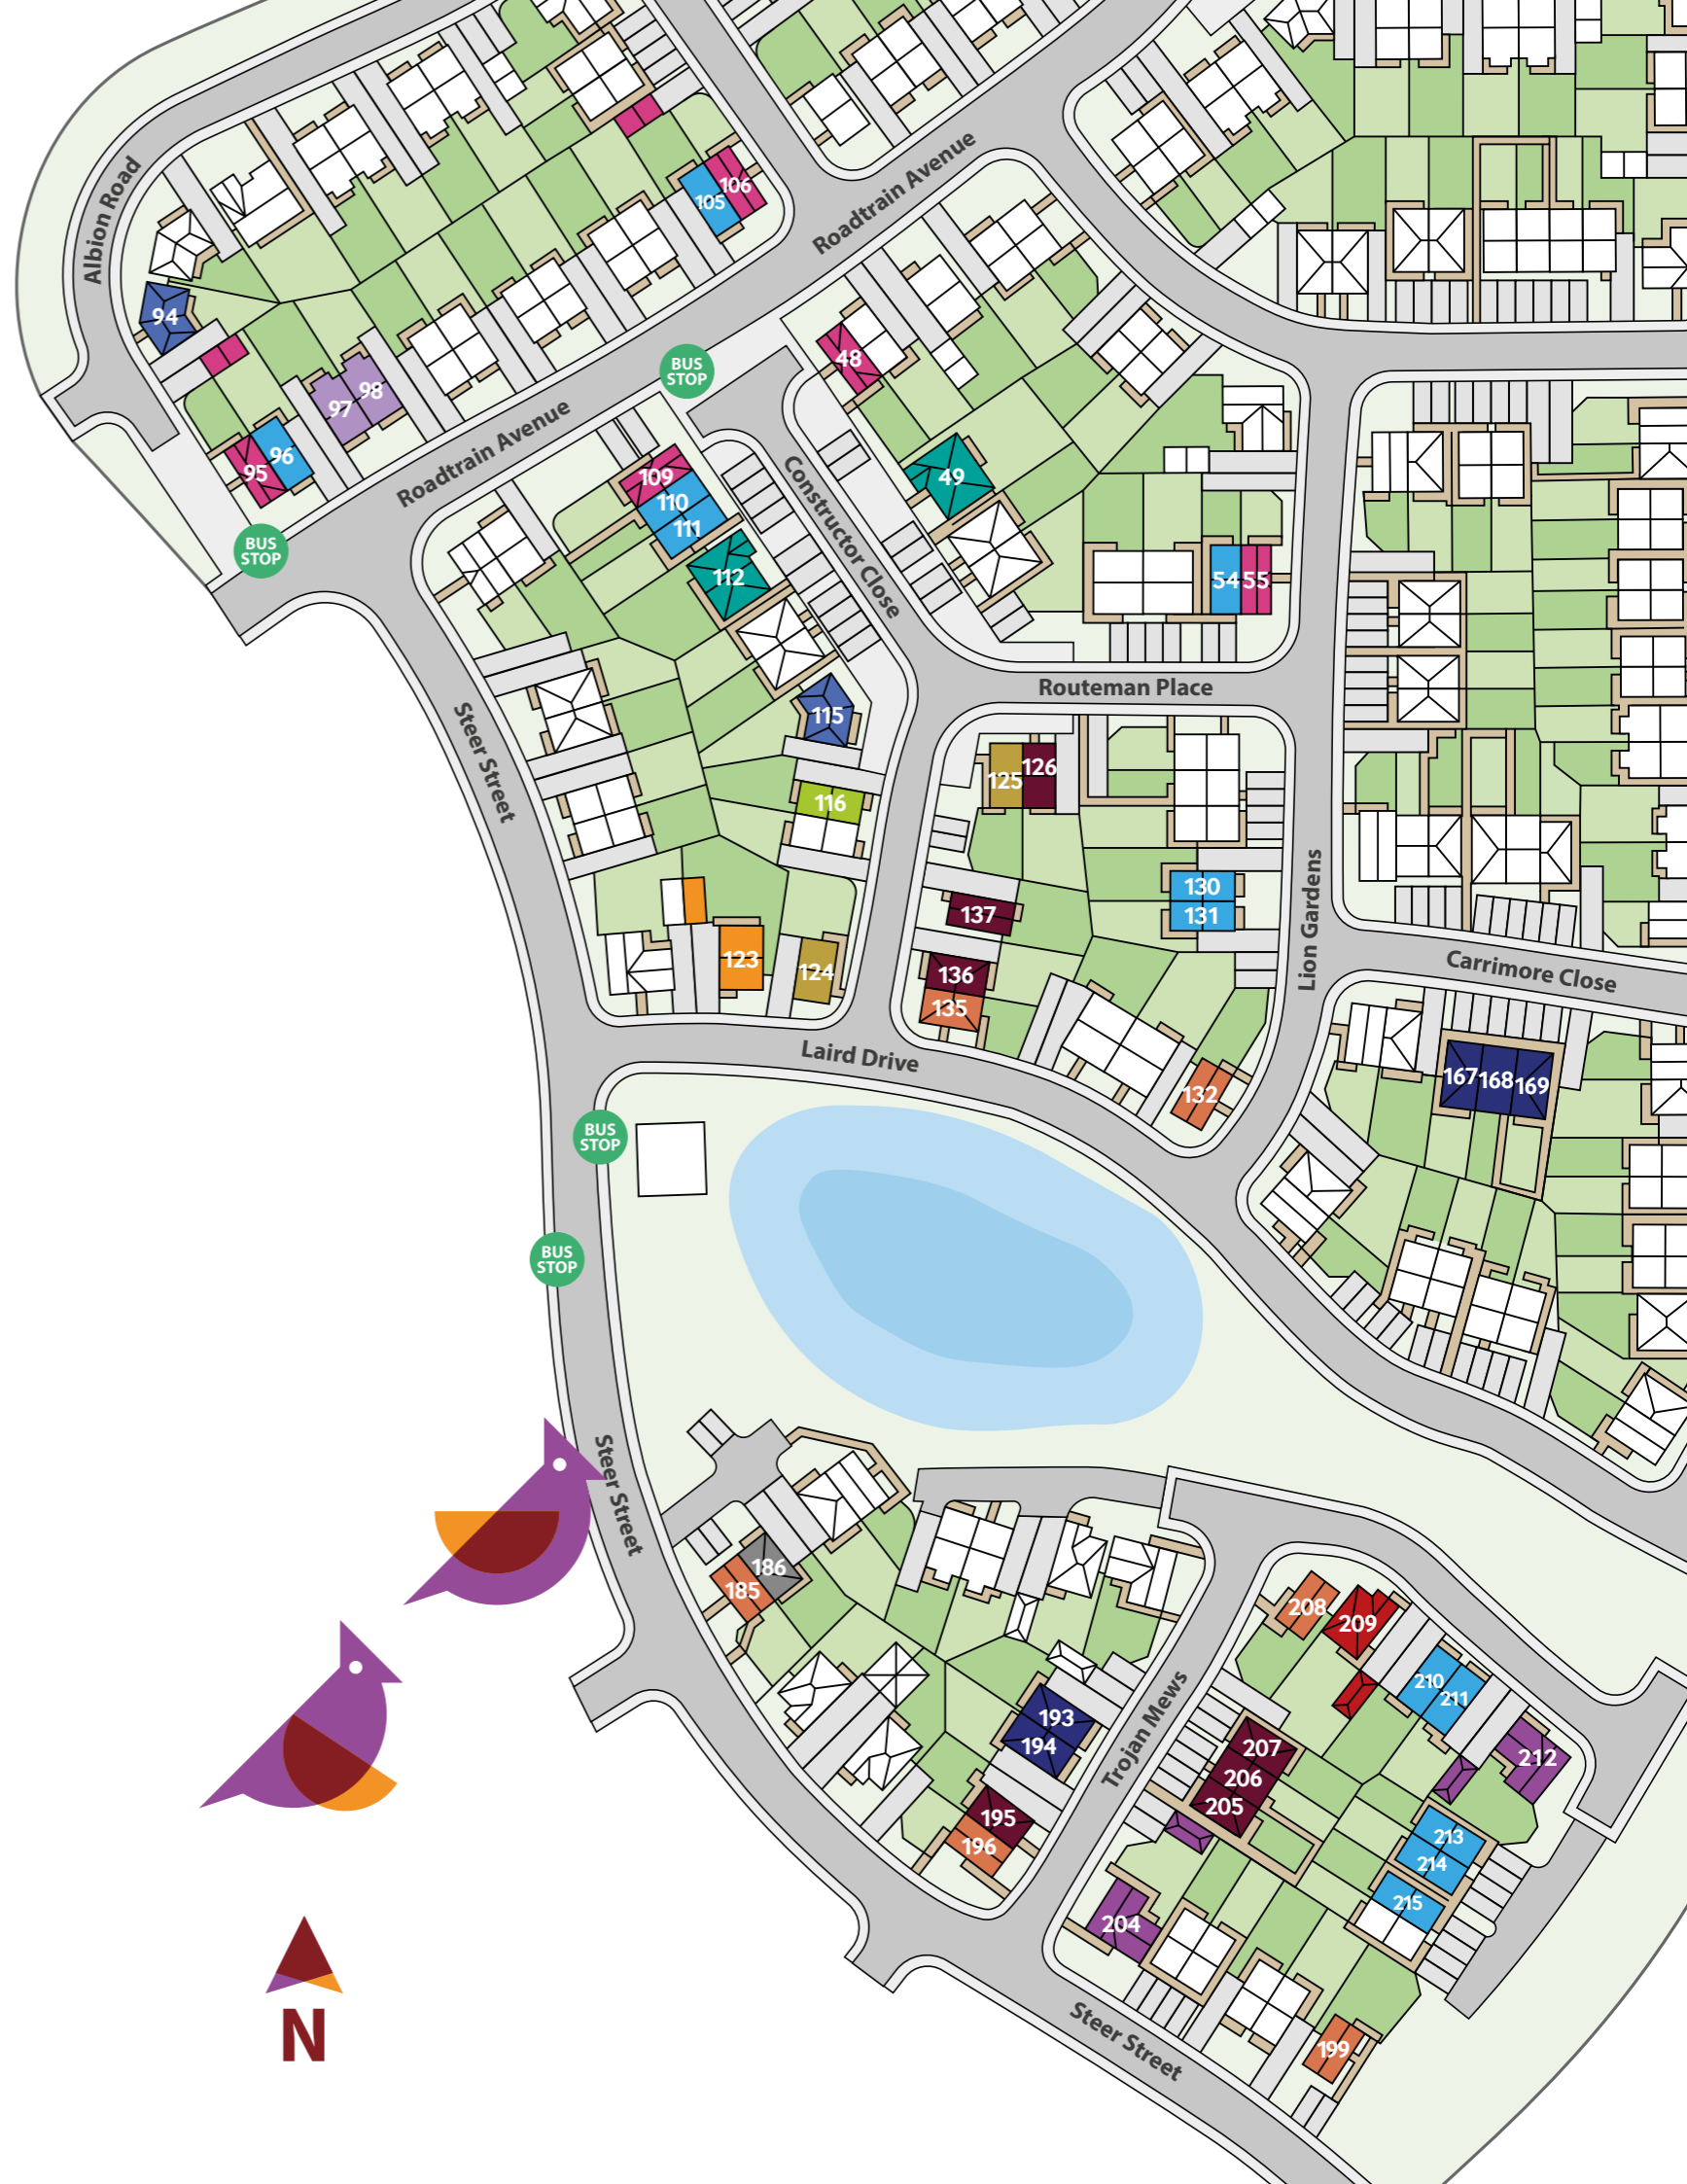 Albion Road
106
105
Roadtrain Avenue
94
48
BUS
STOP
98
97
96
95
Roadtrain Avenue
49
109
110
111
Constructor Close
BUS
STOP
112
54
55
Routeman Place
Steer Street
115
116
125
126
130
131
137
Lion Gardens
123
124
136
135
Carrimore Close
Laird Drive
132
167
168
169
BUS
STOP
BUS
STOP
Steer Street
186
185
208
209
210
211
193
194
Trojan Mews
207
206
205
212
195
196
213
214
215
204
Steer Street
199
N